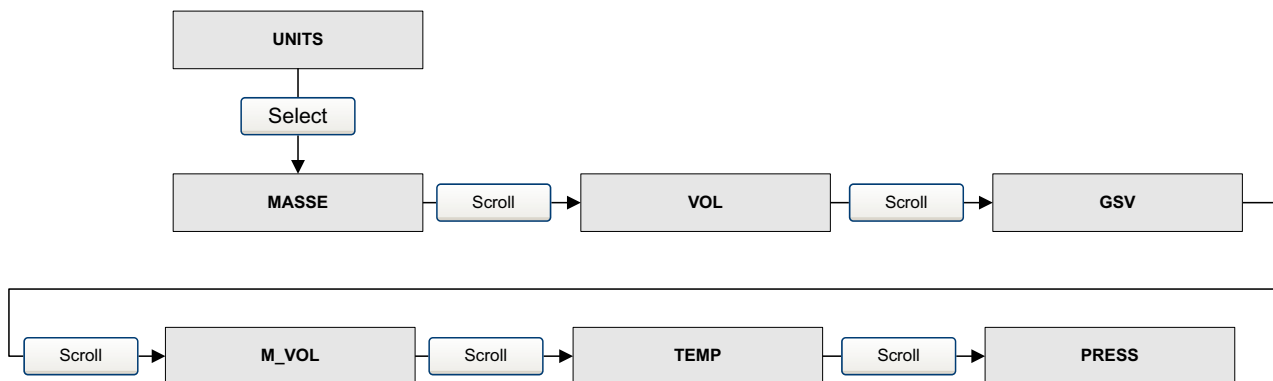 UNITS
Select
MASSE Scroll VOL Scroll GSV
Scroll M_VOL Scroll TEMP Scroll PRESS